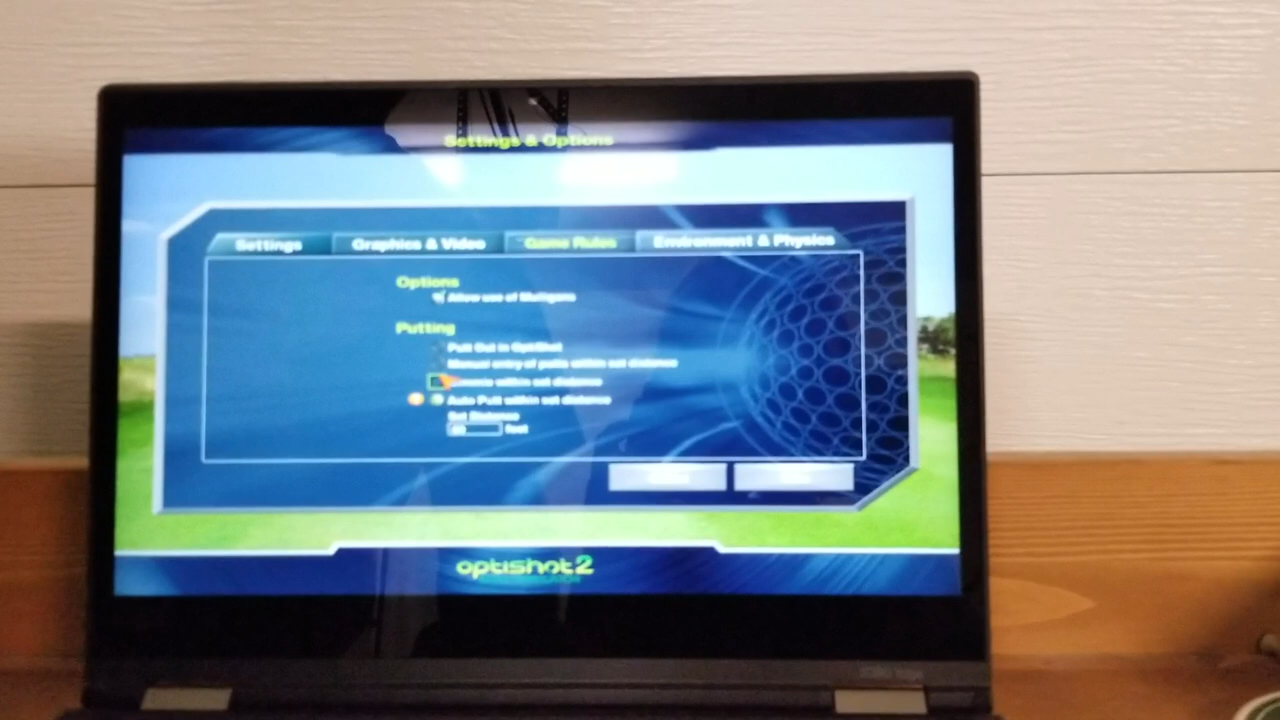 Settings & Options
Settings
Graphics & Video
Game Rules
Environment & Physics
Options
Allow use of Mulligans
Putting
Putt Out in OptiShot
Manual entry of putts within set distance
within set distance
Auto Putt within set distance
Set Distance
feet
optishot2